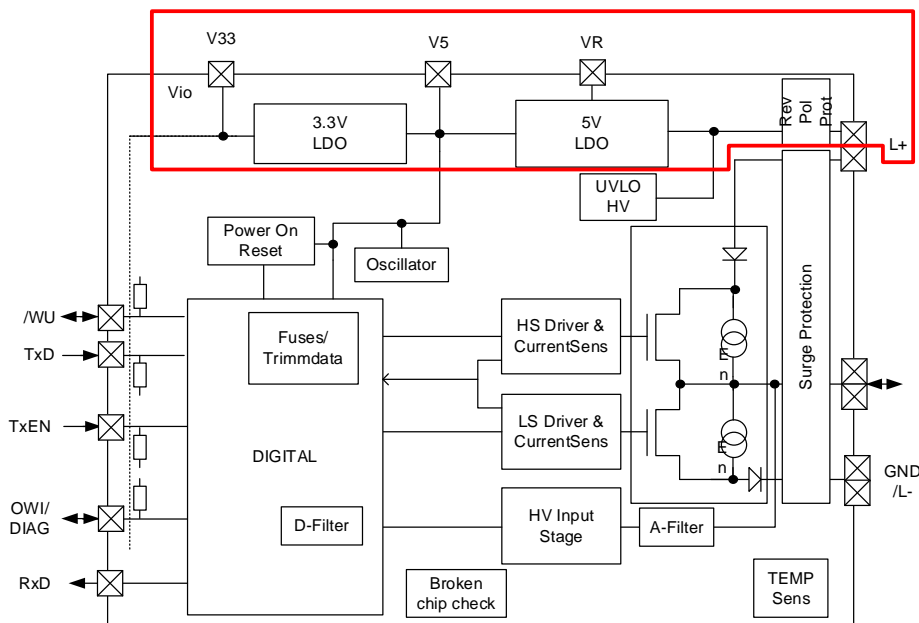 V33
V5
VR
Vio
3.3V
LDO
5V
LDO
Rev
Pol
Prot
L+
UVLO
HV
Power On
Reset
Oscillator
/WU
TxD
TxEN
OWI/
DIAG
RxD
Fuses/
Trimmdata
DIGITAL
D-Filter
HS Driver &
CurrentSens
LS Driver &
CurrentSens
HV Input
Stage
A-Filter
E
n
E
n
Surge Protection
GND
/L-
Broken
chip check
TEMP
Sens